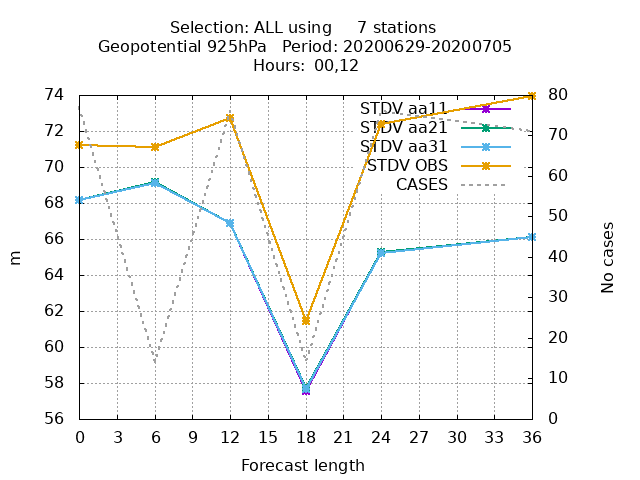 Selection: ALL using     7 stations
Geopotential 925hPa   Period: 20200629-20200705
Hours:  00,12
74
72
70
68
66
64
62
60
58
56
80
70
60
50
40
30
20
10
0
STDV aa11
STDV aa21
STDV aa31
STDV OBS
CASES
m
No cases
0 3 6 9 12 15 18 21 24 27 30 33 36
Forecast length